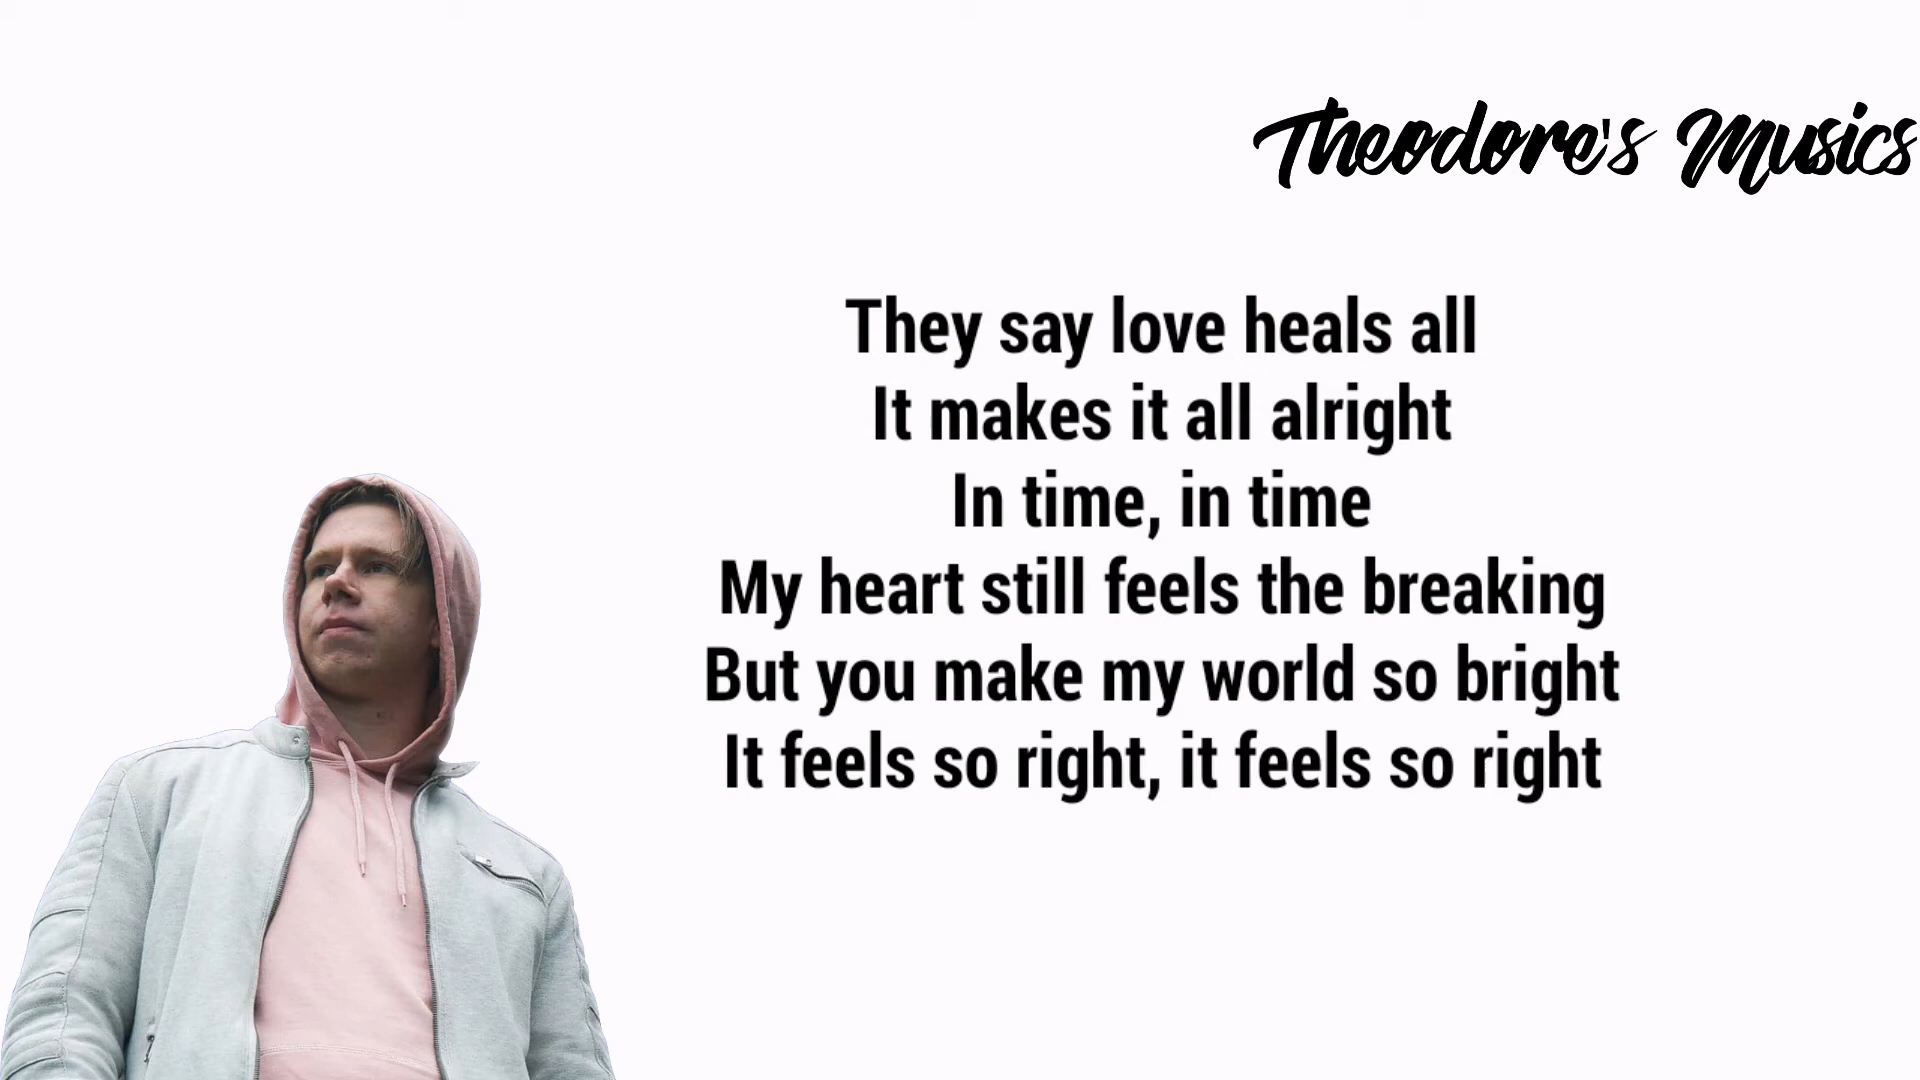 Theodore's Musics
They say love heals all
It makes it all alright
In time, in time
My heart still feels the breaking
But you make my world so bright
It feels so right, it feels so right